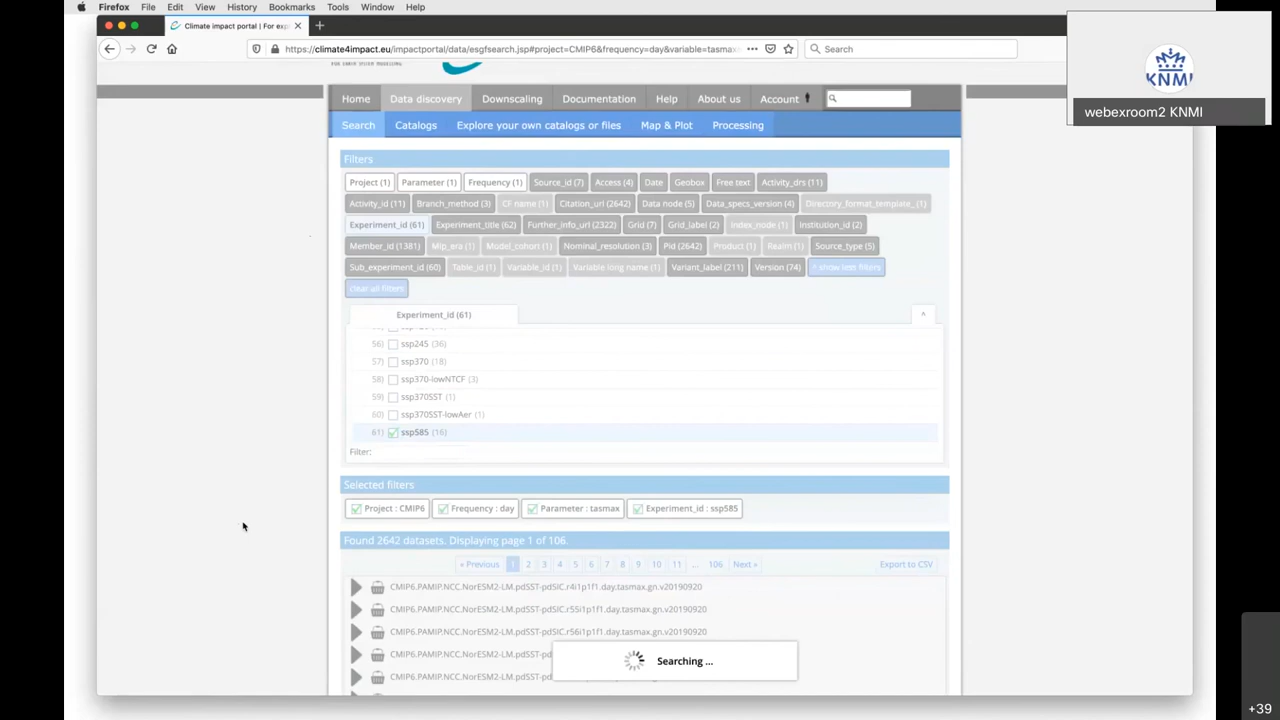 Firefox File Edit View History Bookmarks Tools Window Help
Climate impact portal | For exp
https://climate4impact.eu/impactportal/data/esgfsearch.jsp#project=CMIP6&frequency=day&variable=tasmax
Search
KNMI
webexroom2 KNMI
Home Data discovery Downscaling Documentation Help About us Account
Search Catalogs Explore your own catalogs or files Map & Plot Processing
Filters
Project (1) Parameter (1) Frequency (1) Source_id (7) Access (4) Date Geobox Free text Activity_drs (11)
Activity_id (11) Branch_method (3) CF name (1) Citation_url (2642) Data node (5) Data_specs_version (4) Directory_format_template_ (1)
Experiment_id (61) Experiment_title (62) Further_info_url (2322) Grid (7) Grid_label (2) Index_node (1) Institution_id (2)
Member_id (1381) Mip_era (1) Model_cohort (1) Nominal_resolution (3) Pid (2642) Product (1) Realm (1) Source_type (5)
Sub_experiment_id (60) Table_id (1) Variable_id (1) Variable long name (1) Variant_label (211) Version (74) ^ show less filters
clear all filters
Experiment_id (61) ^
56) ssp245 (36)
57) ssp370 (18)
58) ssp370-lowNTCF (3)
59) ssp370SST (1)
60) ssp370SST-lowAer (1)
61) ssp585 (16)
Filter:
Selected filters
Project : CMIP6 Frequency : day Parameter : tasmax Experiment_id : ssp585
Found 2642 datasets. Displaying page 1 of 106.
« Previous 1 2 3 4 5 6 7 8 9 10 11 ... 106 Next » Export to CSV
CMIP6.PAMIP.NCC.NorESM2-LM.pdSST-pdSIC.r4i1p1f1.day.tasmax.gn.v20190920
CMIP6.PAMIP.NCC.NorESM2-LM.pdSST-pdSIC.r55i1p1f1.day.tasmax.gn.v20190920
CMIP6.PAMIP.NCC.NorESM2-LM.pdSST-pdSIC.r56i1p1f1.day.tasmax.gn.v20190920
CMIP6.PAMIP.NCC.NorESM2-LM.pdSST
Searching ...
CMIP6.PAMIP.NCC.NorESM2-LM.pdSST
+39